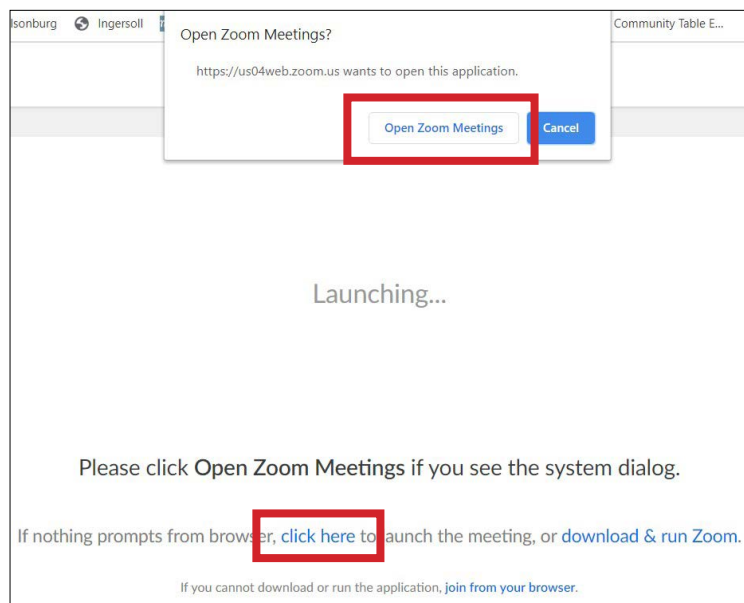 lsonburg Ingersoll Community Table E...
Open Zoom Meetings?
https://us04web.zoom.us wants to open this application.
Open Zoom Meetings Cancel
Launching...
Please click Open Zoom Meetings if you see the system dialog.
If nothing prompts from browser, click here to launch the meeting, or download & run Zoom.
If you cannot download or run the application, join from your browser.